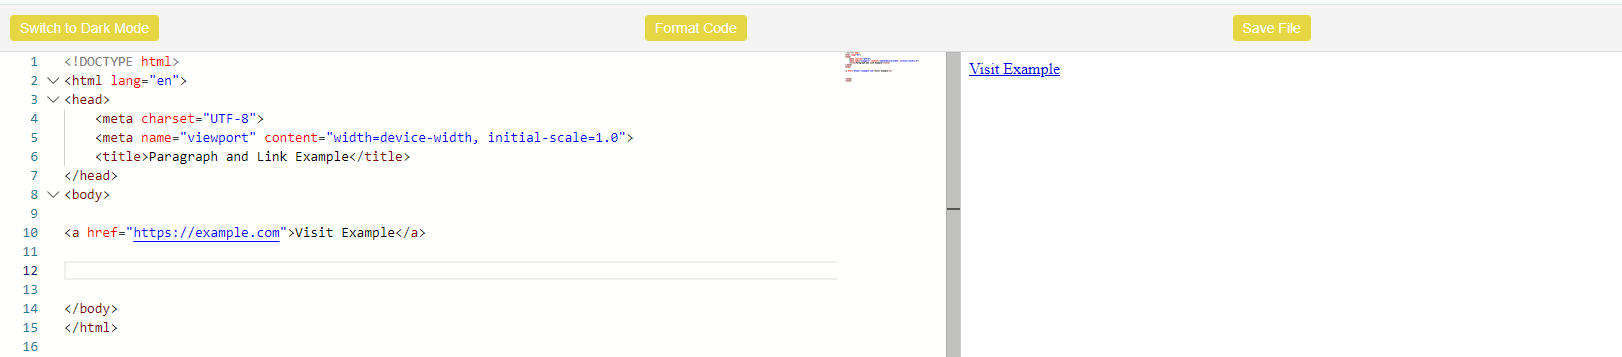 Switch to Dark Mode
Format Code
Save File
1 <!DOCTYPE html>
2 <html lang="en">
3 <head>
4     <meta charset="UTF-8">
5     <meta name="viewport" content="width=device-width, initial-scale=1.0">
6     <title>Paragraph and Link Example</title>
7 </head>
8 <body>
9
10 <a href="https://example.com">Visit Example</a>
11
12
13
14 </body>
15 </html>
16
Visit Example